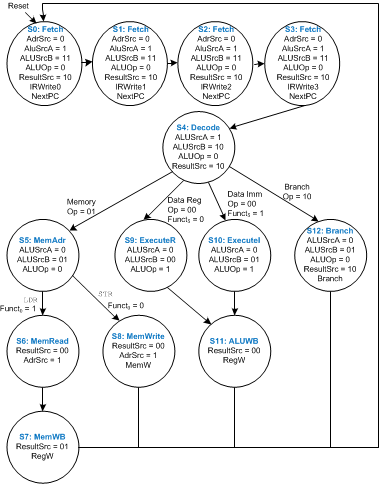 Reset
S0: Fetch
AdrSrc = 0
AluSrcA = 1
ALUSrcB = 11
ALUOp = 0
ResultSrc = 10
IRWrite0
NextPC
S1: Fetch
AdrSrc = 0
AluSrcA = 1
ALUSrcB = 11
ALUOp = 0
ResultSrc = 10
IRWrite1
NextPC
S2: Fetch
AdrSrc = 0
AluSrcA = 1
ALUSrcB = 11
ALUOp = 0
ResultSrc = 10
IRWrite2
NextPC
S3: Fetch
AdrSrc = 0
AluSrcA = 1
ALUSrcB = 11
ALUOp = 0
ResultSrc = 10
IRWrite3
NextPC
S4: Decode
ALUSrcA = 1
ALUSrcB = 10
ALUOp = 0
ResultSrc = 10
Memory
Op = 01
Data Reg
Op = 00
Funct5 = 0
Data Imm
Op = 00
Funct5 = 1
Branch
Op = 10
S5: MemAdr
ALUSrcA = 0
ALUSrcB = 01
ALUOp = 0
S9: ExecuteR
ALUSrcA = 0
ALUSrcB = 00
ALUOp = 1
S10: ExecuteI
ALUSrcA = 0
ALUSrcB = 01
ALUOp = 1
S12: Branch
ALUSrcA = 0
ALUSrcB = 01
ALUOp = 0
ResultSrc = 10
Branch
LDR
Funct0 = 1
STR
Funct0 = 0
S6: MemRead
ResultSrc = 00
AdrSrc = 1
S8: MemWrite
ResultSrc = 00
AdrSrc = 1
MemW
S11: ALUWB
ResultSrc = 00
RegW
S7: MemWB
ResultSrc = 01
RegW